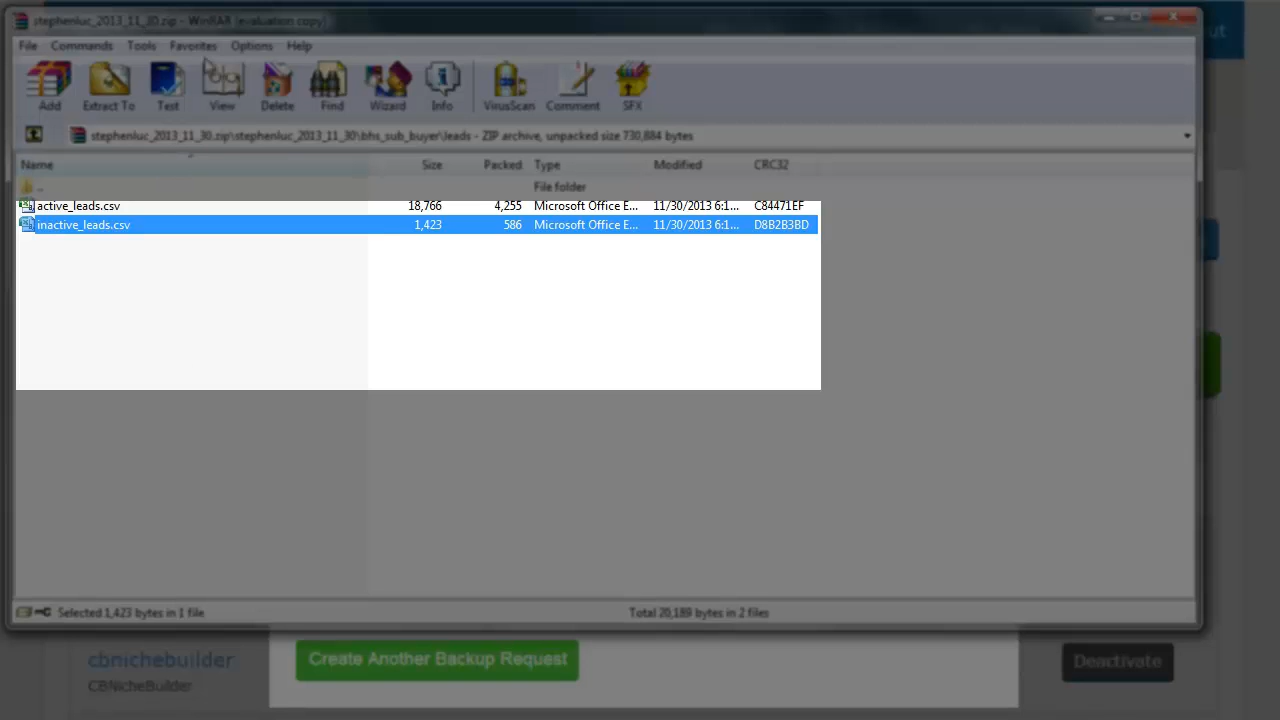 stephenluc_2013_11_30.zip - WinRAR (evaluation copy)
File Commands Tools Favorites Options Help
Add Extract To Test View Delete Find Wizard Info VirusScan Comment SFX
stephenluc_2013_11_30.zip\stephenluc_2013_11_30\bhs_sub_buyer\leads - ZIP archive, unpacked size 730,884 bytes
Name Size Packed Type Modified CRC32
.. File folder
active_leads.csv 18,766 4,255 Microsoft Office E... 11/30/2013 6:1... C84471EF
inactive_leads.csv 1,423 586 Microsoft Office E... 11/30/2013 6:1... D8B2B3BD
Selected 1,423 bytes in 1 file Total 20,189 bytes in 2 files
cbnichebuilder Create Another Backup Request Deactivate
CBNicheBuilder